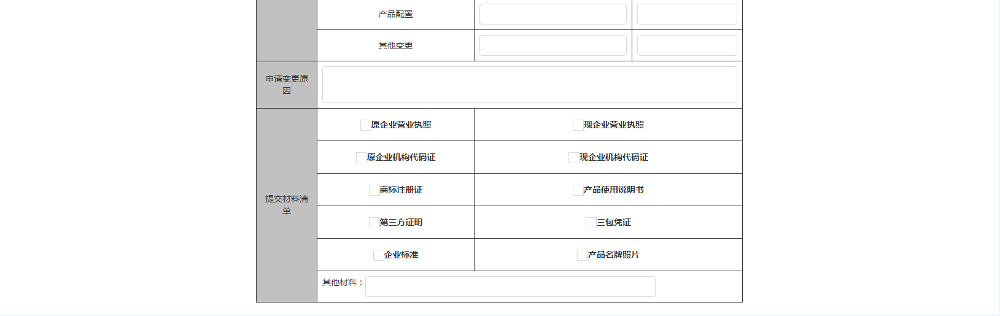 产品配置
其他变更
申请变更原
因
原企业营业执照
现企业营业执照
原企业机构代码证
现企业机构代码证
商标注册证
产品使用说明书
提交材料清
单
第三方证明
三包凭证
企业标准
产品名牌照片
其他材料：